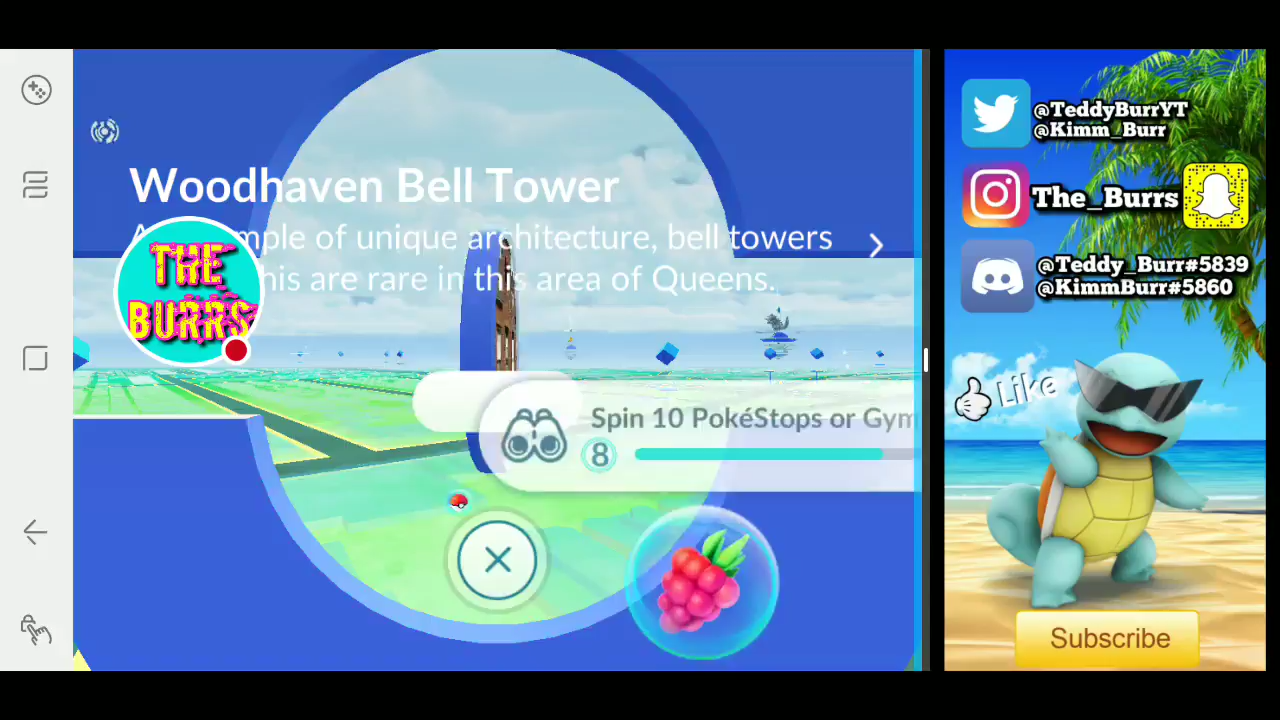 Woodhaven Bell Tower
mple of unique architecture, bell towers
his are rare in this area of Queens.
THE
BURRS
Spin 10 PokéStops or Gym
8
@TeddyBurrYT
@Kimm_Burr
The_Burrs
@Teddy_Burr#5839
@KimmBurr#5860
Like
Subscribe